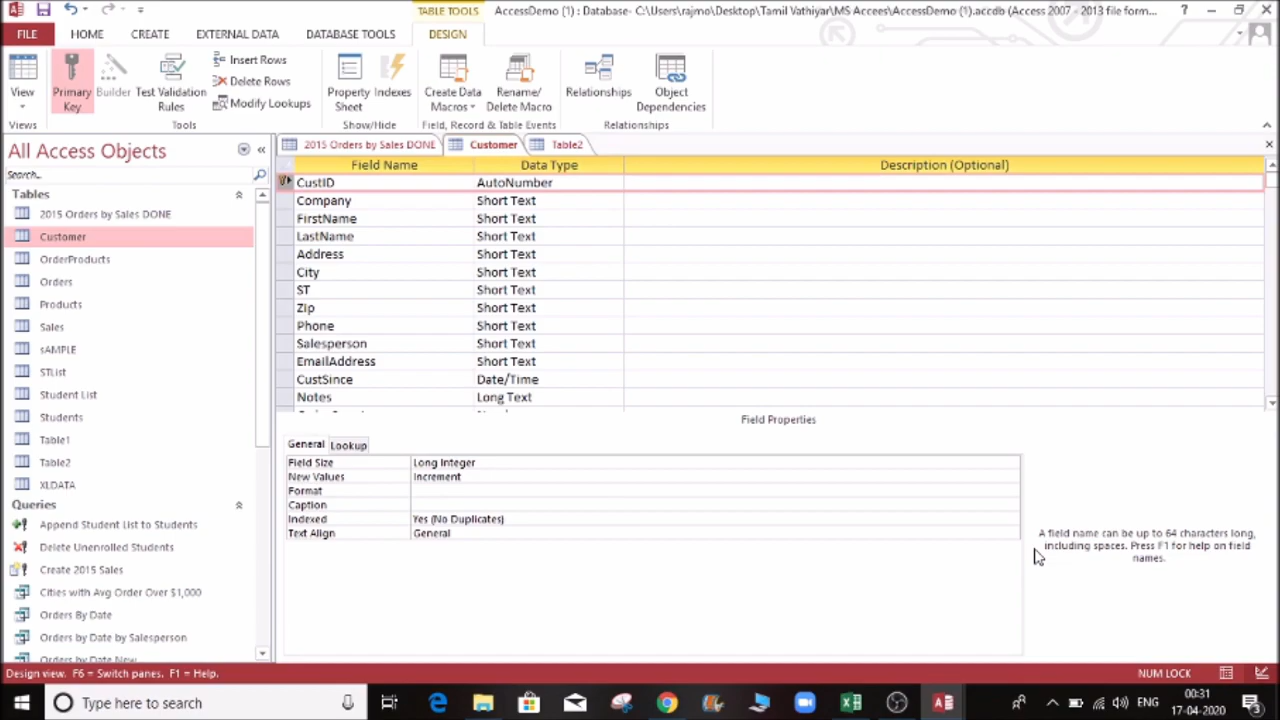 TABLE TOOLS
AccessDemo (1) : Database- C:\Users\rajmo\Desktop\Tamil Vathiyar\MS Accees\AccessDemo (1).accdb (Access 2007 - 2013 file form...
FILE
HOME
CREATE
EXTERNAL DATA
DATABASE TOOLS
DESIGN
View
Primary Key
Builder
Test Validation Rules
Insert Rows
Delete Rows
Modify Lookups
Property Sheet
Indexes
Create Data Macros
Rename/ Delete Macro
Relationships
Object Dependencies
Views
Tools
Show/Hide
Field, Record & Table Events
Relationships
All Access Objects
Search...
Tables
2015 Orders by Sales DONE
Customer
OrderProducts
Orders
Products
Sales
sAMPLE
STList
Student List
Students
Table1
Table2
XLDATA
Queries
Append Student List to Students
Delete Unenrolled Students
Create 2015 Sales
Cities with Avg Order Over $1,000
Orders By Date
Orders by Date by Salesperson
Orders by Date New
2015 Orders by Sales DONE
Customer
Table2
Field Name Data Type Description (Optional)
CustID AutoNumber
Company Short Text
FirstName Short Text
LastName Short Text
Address Short Text
City Short Text
ST Short Text
Zip Short Text
Phone Short Text
Salesperson Short Text
EmailAddress Short Text
CustSince Date/Time
Notes Long Text
Field Properties
General Lookup
Field Size Long Integer
New Values Increment
Format
Caption
Indexed Yes (No Duplicates)
Text Align General
A field name can be up to 64 characters long,
including spaces. Press F1 for help on field
names.
Design view. F6 = Switch panes. F1 = Help.
NUM LOCK
Type here to search
ENG
00:31
17-04-2020
3